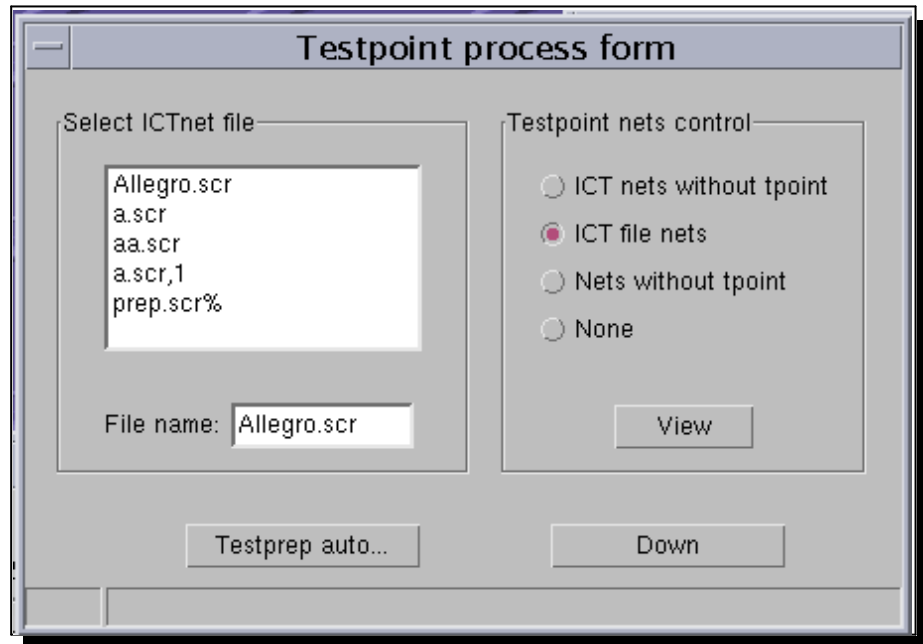 Testpoint process form
Select ICTnet file
Allegro.scr
a.scr
aa.scr
a.scr,1
prep.scr%
File name: Allegro.scr
Testpoint nets control
ICT nets without tpoint
ICT file nets
Nets without tpoint
None
View
Testprep auto...
Down